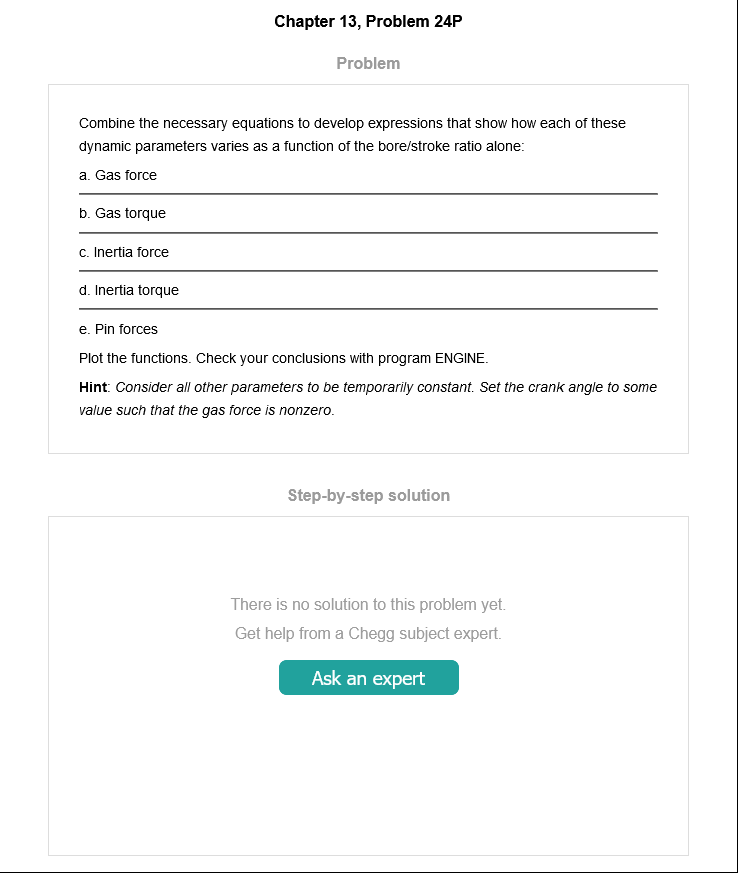 Chapter 13, Problem 24P
Problem
Combine the necessary equations to develop expressions that show how each of these
dynamic parameters varies as a function of the bore/stroke ratio alone:
a. Gas force
b. Gas torque
c. Inertia force
d. Inertia torque
e. Pin forces
Plot the functions. Check your conclusions with program ENGINE.
Hint: Consider all other parameters to be temporarily constant. Set the crank angle to some
value such that the gas force is nonzero.
Step-by-step solution
There is no solution to this problem yet.
Get help from a Chegg subject expert.
Ask an expert